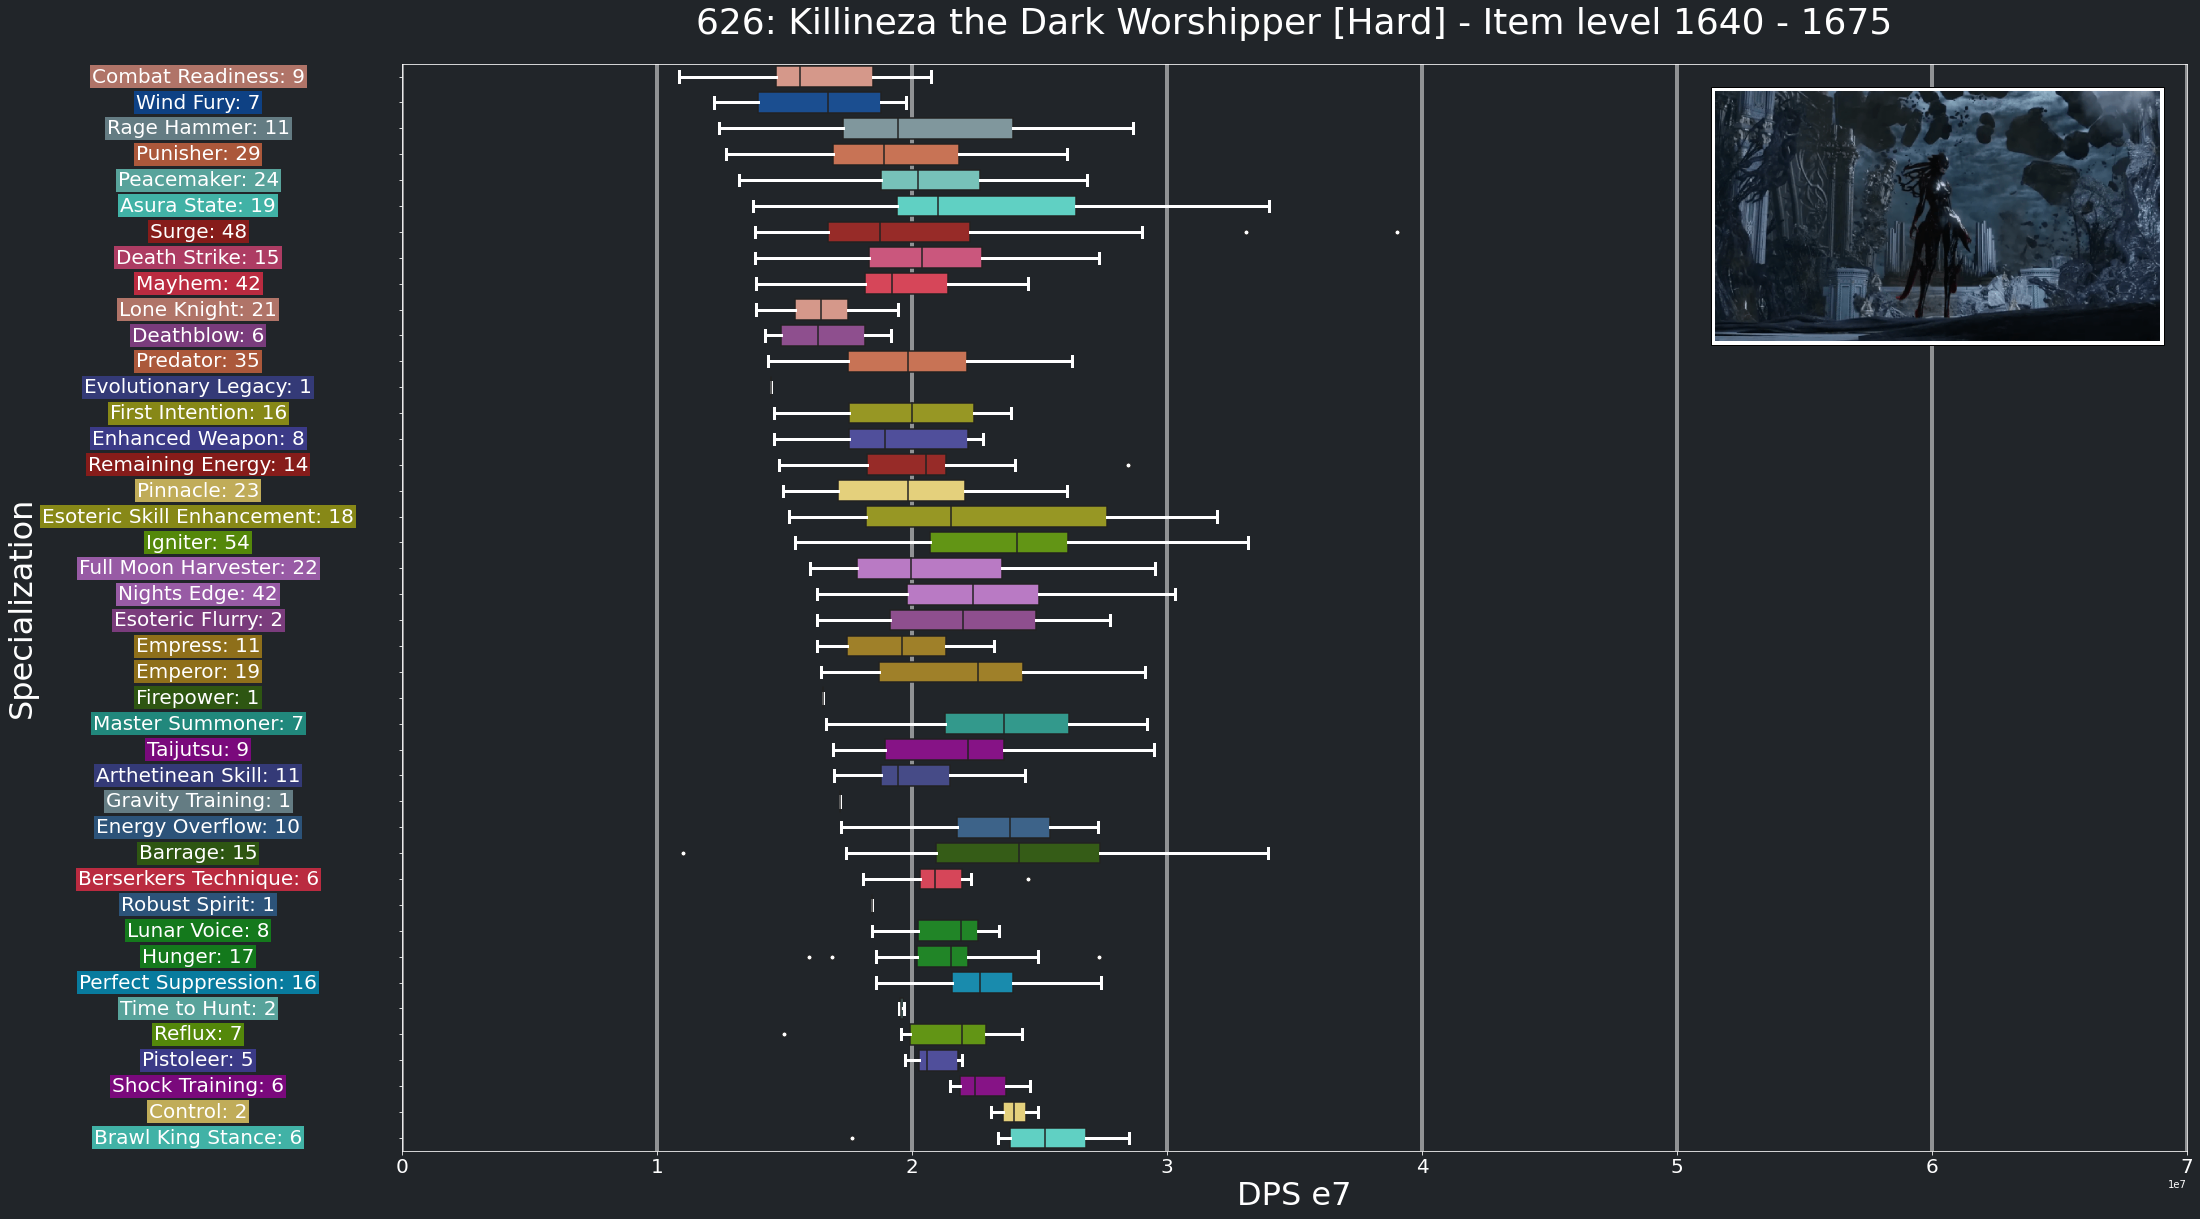 626: Killineza the Dark Worshipper [Hard] - Item level 1640 - 1675
Combat Readiness: 9
Wind Fury: 7
Rage Hammer: 11
Punisher: 29
Peacemaker: 24
Asura State: 19
Surge: 48
Death Strike: 15
Mayhem: 42
Lone Knight: 21
Deathblow: 6
Predator: 35
Evolutionary Legacy: 1
First Intention: 16
Enhanced Weapon: 8
Remaining Energy: 14
Pinnacle: 23
Esoteric Skill Enhancement: 18
Igniter: 54
Full Moon Harvester: 22
Nights Edge: 42
Esoteric Flurry: 2
Empress: 11
Emperor: 19
Firepower: 1
Master Summoner: 7
Taijutsu: 9
Arthetinean Skill: 11
Gravity Training: 1
Energy Overflow: 10
Barrage: 15
Berserkers Technique: 6
Robust Spirit: 1
Lunar Voice: 8
Hunger: 17
Perfect Suppression: 16
Time to Hunt: 2
Reflux: 7
Pistoleer: 5
Shock Training: 6
Control: 2
Brawl King Stance: 6
Specialization
0 1 2 3 4 5 6 7
1e7
DPS e7